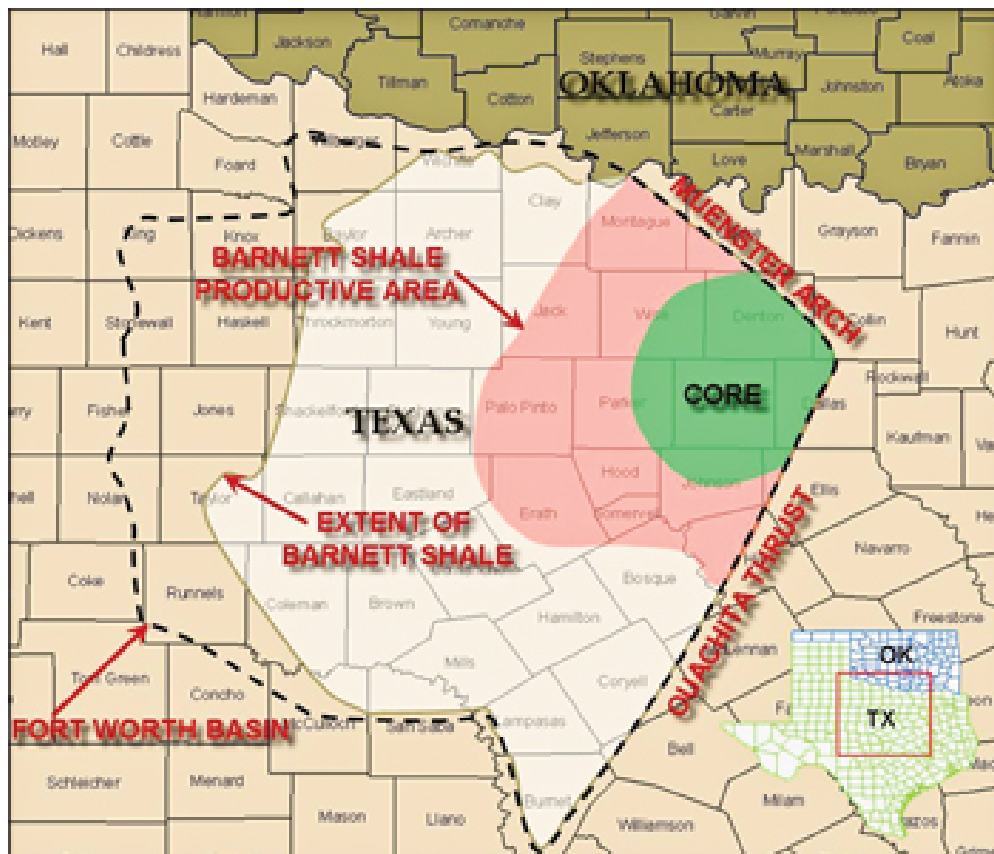 Jackson
Comanche
Murray
Coal
Hall
Childress
Tillman
Stephens
OKLAHOMA
Johnston
Atoka
Hardeman
Cotton
Carter
Motley
Cottle
Foard
Jefferson
Love
Marshall
Bryan
Clay
MUENSTER ARCH
Dickens
King
Knox
Baylor
Archer
Montague
Grayson
Fannin
BARNETT SHALE
PRODUCTIVE AREA
Kent
Stonewall
Haskell
Throckmorton
Young
Jack
Wise
Denton
Collin
Hunt
Rockwall
Fisher
Jones
Shackelford
TEXAS
Palo Pinto
Parker
CORE
Dallas
Kaufman
Hood
Nolan
Taylor
Callahan
Eastland
Johnson
Ellis
Erath
Somervell
EXTENT OF
BARNETT SHALE
OUACHITA THRUST
Navarro
Coke
Runnels
Coleman
Brown
Bosque
Hamilton
Freestone
Tom Green
Concho
Mills
Coryell
OK
FORT WORTH BASIN
McCulloch
San Saba
Lampasas
TX
Bell
Schleicher
Menard
Burnet
Milam
Mason
Llano
Williamson